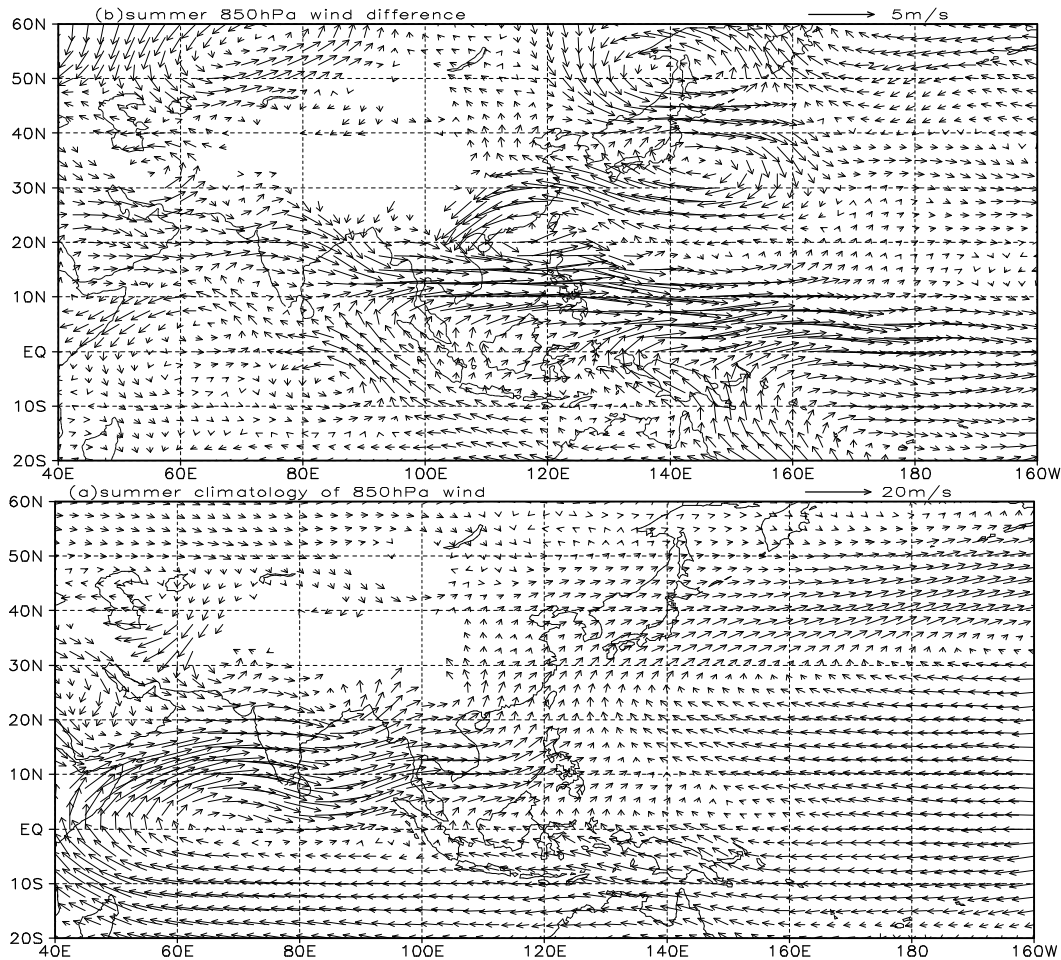 (b)summer 850hPa wind difference 5m/s
60N
50N
40N
30N
20N
10N
EQ
10S
20S
40E 60E 80E 100E 120E 140E 160E 180 160W
(a)summer climatology of 850hPa wind 20m/s
60N
50N
40N
30N
20N
10N
EQ
10S
20S
40E 60E 80E 100E 120E 140E 160E 180 160W